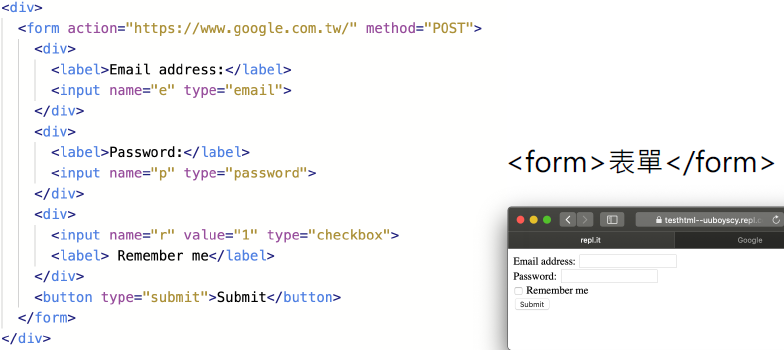 <div>
<form action="https://www.google.com.tw/" method="POST">
<div>
<label>Email address:</label>
<input name="e" type="email">
</div>
<div>
<label>Password:</label>
<input name="p" type="password">
</div>
<div>
<input name="r" value="1" type="checkbox">
<label> Remember me</label>
</div>
<button type="submit">Submit</button>
</form>
</div>
<form>表單</form>
testhtml--uuboyscy.repl.
repl.it
Google
Email address:
Password:
Remember me
Submit